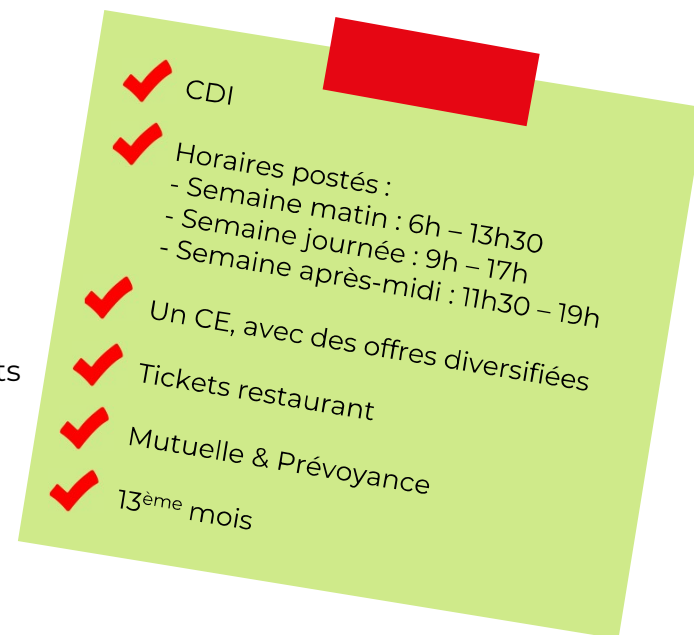 CDI
Horaires postés :
- Semaine matin : 6h – 13h30
- Semaine journée : 9h – 17h
- Semaine après-midi : 11h30 – 19h
Un CE, avec des offres diversifiées
Tickets restaurant
Mutuelle & Prévoyance
13ème mois